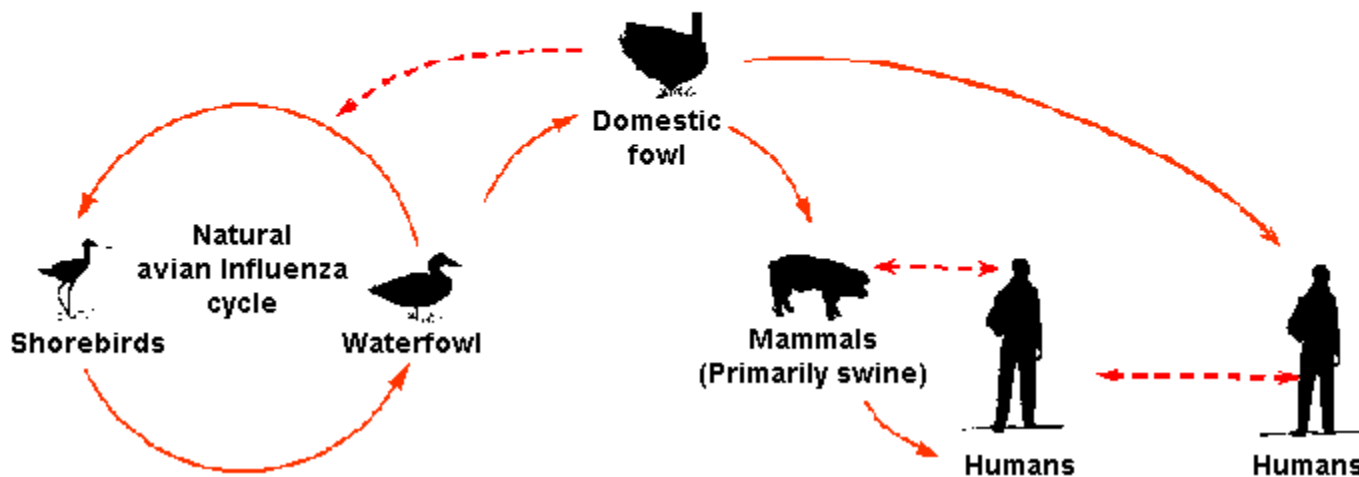 Domestic
fowl
Natural
avian Influenza
cycle
Shorebirds
Waterfowl
Mammals
(Primarily swine)
Humans
Humans